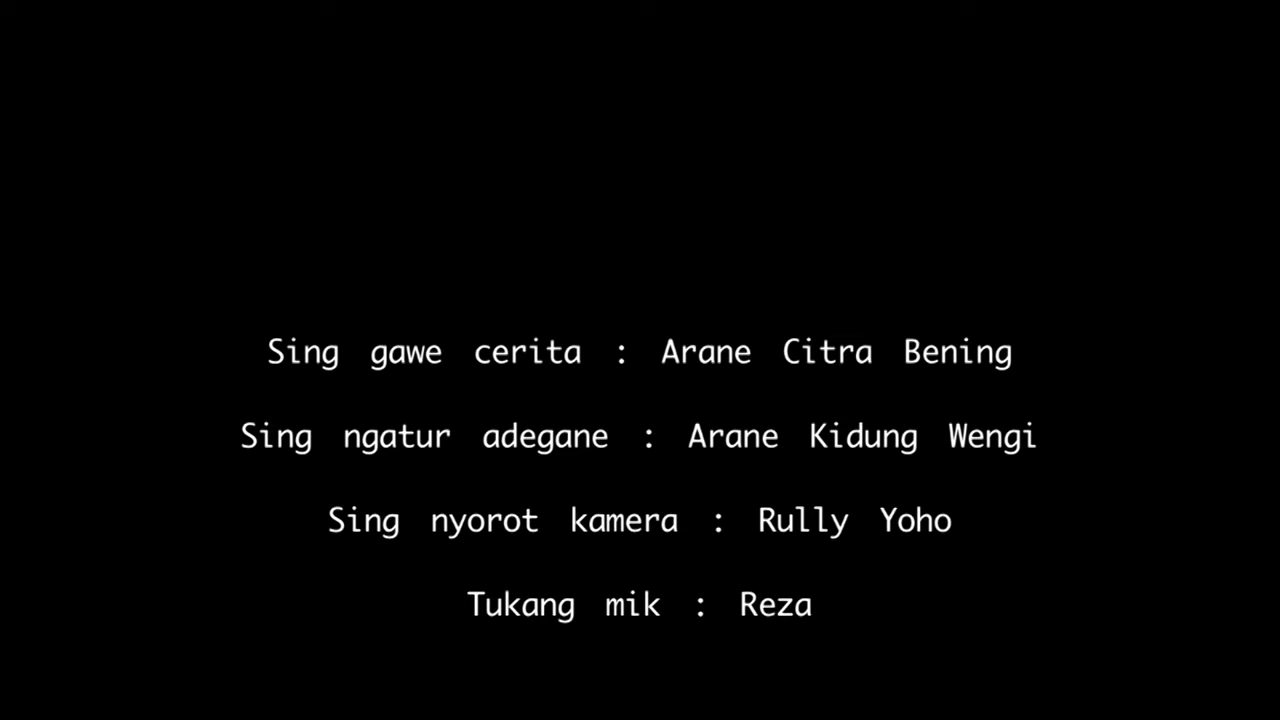 Sing gawe cerita : Arane Citra Bening
Sing ngatur adegane : Arane Kidung Wengi
Sing nyorot kamera : Rully Yoho
Tukang mik : Reza